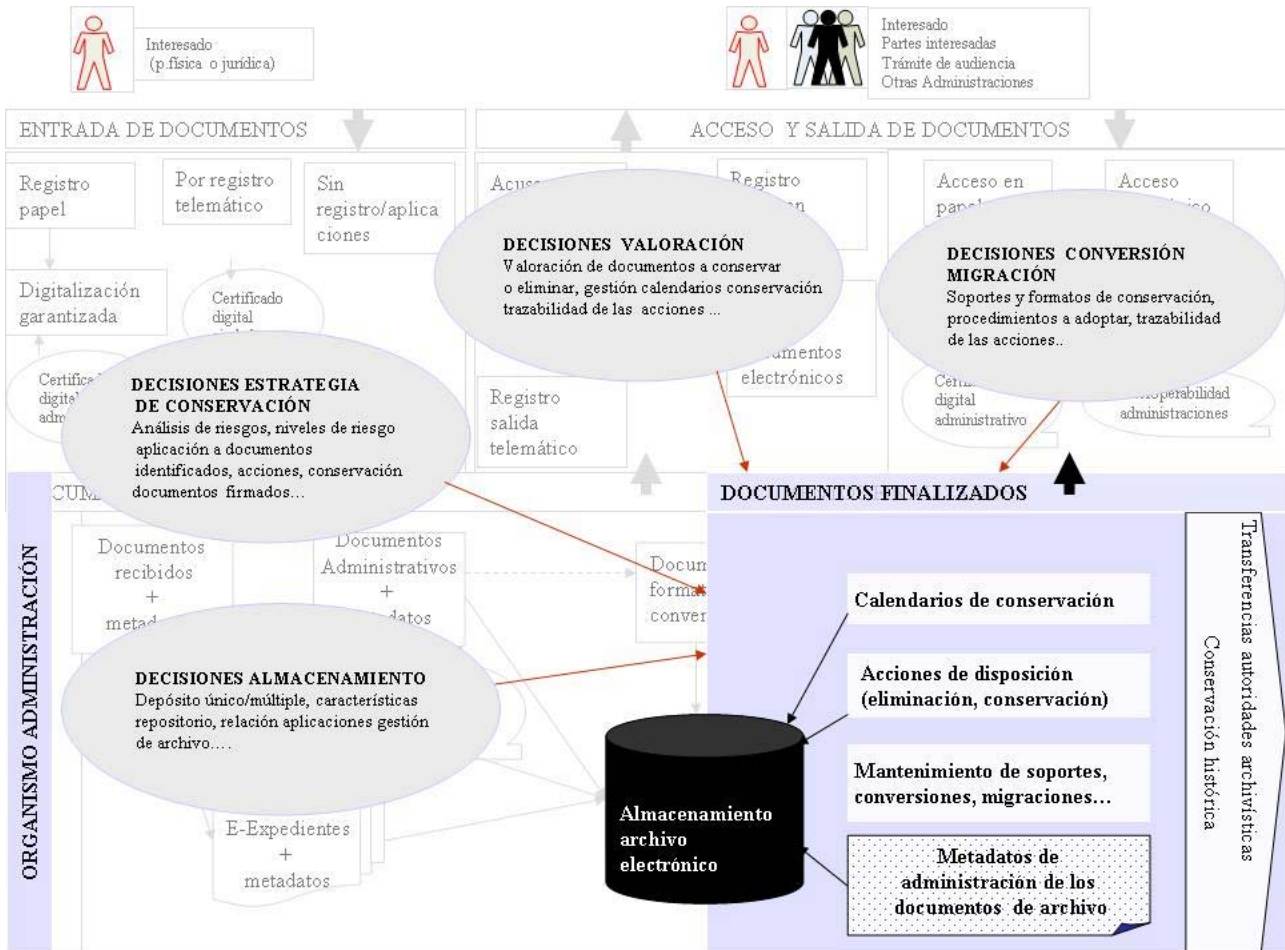 Interesado
(p.física o jurídica)
Interesado
Partes interesadas
Trámite de audiencia
Otras Administraciones
ENTRADA DE DOCUMENTOS
ACCESO Y SALIDA DE DOCUMENTOS
Registro
papel
Por registro
telemático
Sin
registro/aplica
ciones
Registro
Acceso en
Acceso
DECISIONES VALORACIÓN
Valoración de documentos a conservar
o eliminar, gestión calendarios conservación
trazabilidad de las acciones ...
DECISIONES CONVERSIÓN
MIGRACIÓN
Soportes y formatos de conservación,
procedimientos a adoptar, trazabilidad
de las acciones..
Digitalización
garantizada
Certificado
digital
electrónicos
digital
administrativo
administraciones
digital
DECISIONES ESTRATEGIA
DE CONSERVACIÓN
Análisis de riesgos, niveles de riesgo
aplicación a documentos
identificados, acciones, conservación
documentos firmados...
Registro
salida
telemático
DOCUMENTOS FINALIZADOS
ORGANISMO ADMINISTRACIÓN
Documentos
recibidos
+
Documentos
Administrativos
+
DECISIONES ALMACENAMIENTO
Depósito único/múltiple, características
repositorio, relación aplicaciones gestión
de archivo....
E-Expedientes
+
metadatos
Almacenamiento
archivo
electrónico
Calendarios de conservación
Acciones de disposición
(eliminación, conservación)
Mantenimiento de soportes,
conversiones, migraciones...
Metadatos de
administración de los
documentos de archivo
Transferencias autoridades archivísticas
Conservación histórica